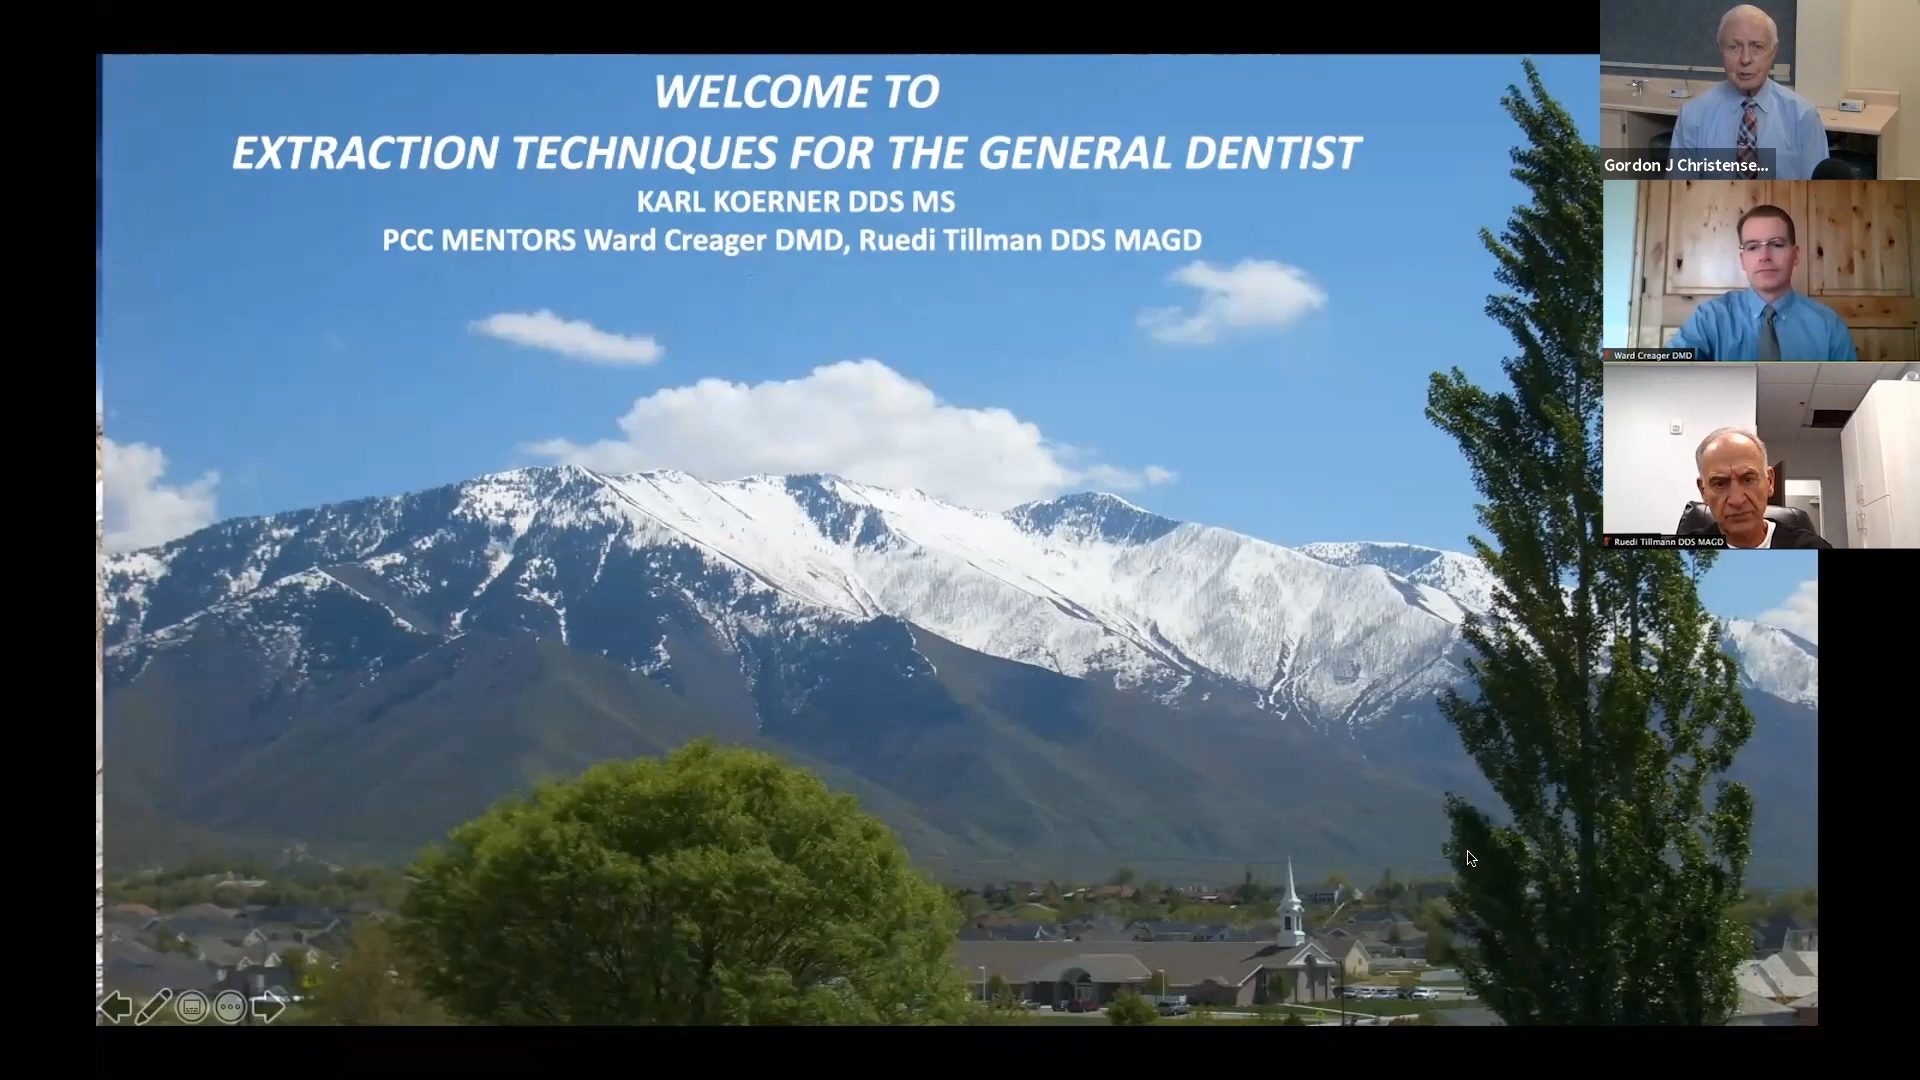 WELCOME TO
EXTRACTION TECHNIQUES FOR THE GENERAL DENTIST
KARL KOERNER DDS MS
PCC MENTORS Ward Creager DMD, Ruedi Tillman DDS MAGD
Gordon J Christense...
Ward Creager DMD
Ruedi Tillmann DDS MAGD